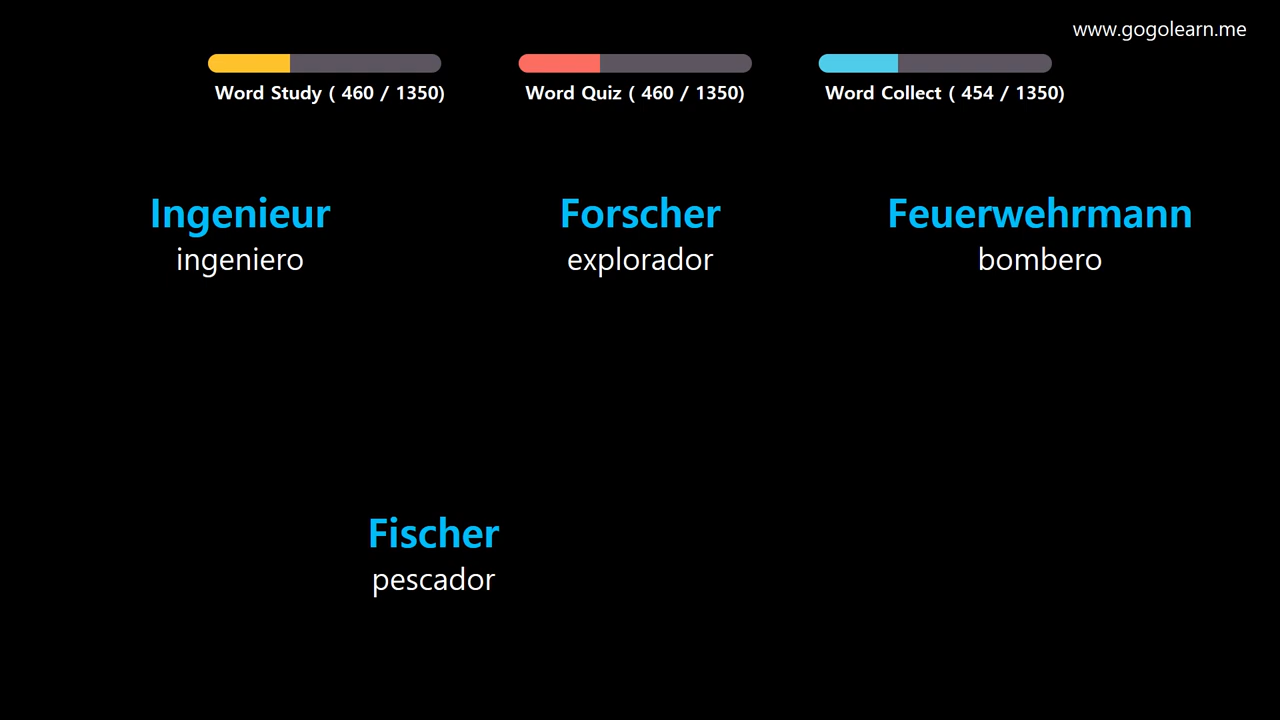 www.gogolearn.me
Word Study ( 460 / 1350)
Word Quiz ( 460 / 1350)
Word Collect ( 454 / 1350)
Ingenieur
ingeniero
Forscher
explorador
Feuerwehrmann
bombero
Fischer
pescador